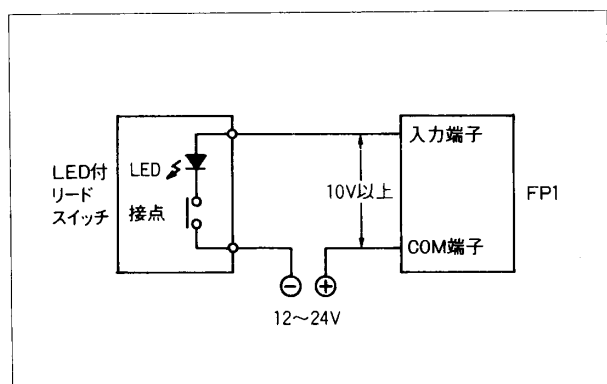 LED付
リード
スイッチ
LED
接点
10V以上
入力端子
COM端子
FP1
⊖ ⊕
12～24V